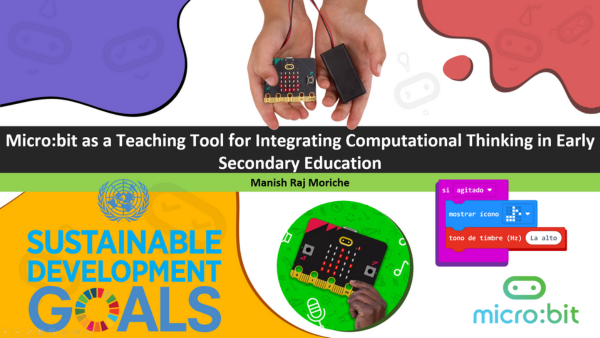 Micro:bit as a Teaching Tool for Integrating Computational Thinking in Early
Secondary Education
Manish Raj Moriche
SUSTAINABLE
DEVELOPMENT
GOALS
si agitado
mostrar ícono
tono de timbre (Hz) La alto
micro:bit